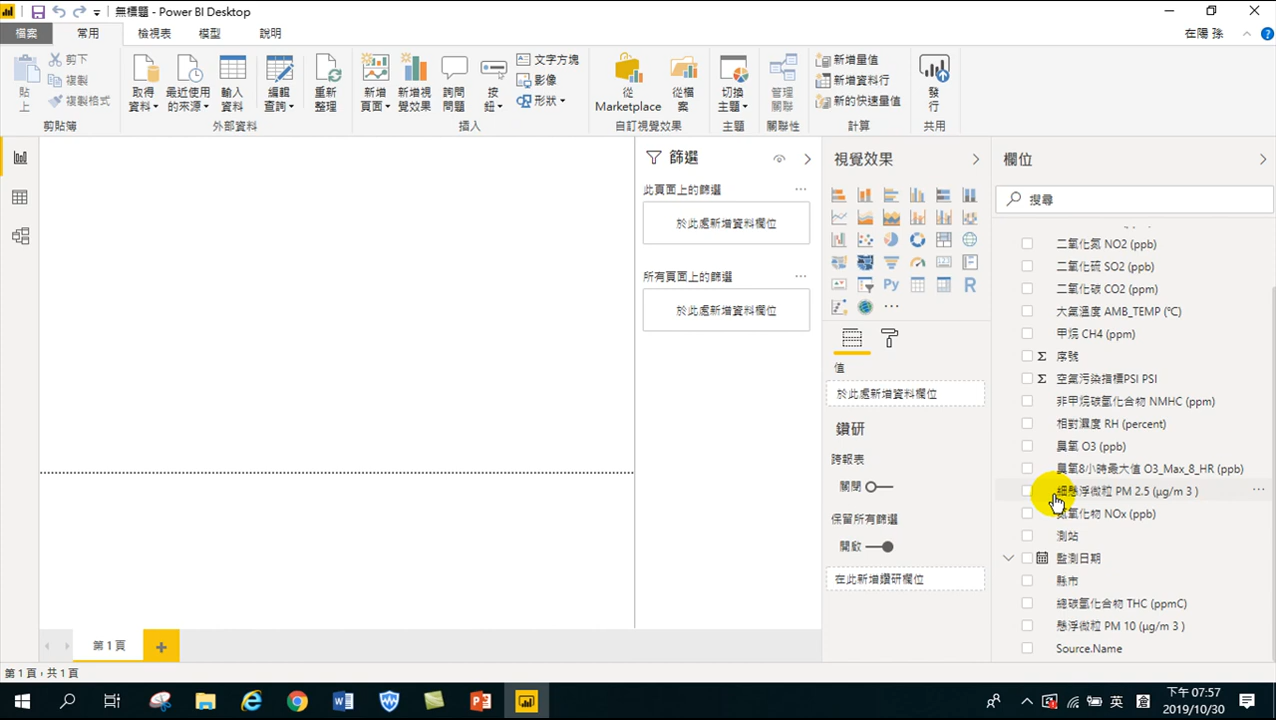 無標題 - Power BI Desktop
檔案
常用
檢視表
模型
說明
在陽 孫
貼上
剪下
複製
複製格式
剪貼簿
取得資料
最近使用的來源
輸入資料
編輯查詢
重新整理
外部資料
新增頁面
新增視覺效果
詢問問題
按鈕
文字方塊
影像
形狀
插入
從 Marketplace
從檔案
自訂視覺效果
切換主題
主題
管理關聯
關聯性
新增量值
新增資料行
新的快速量值
計算
發行
共用
篩選
此頁面上的篩選
於此處新增資料欄位
所有頁面上的篩選
於此處新增資料欄位
視覺效果
Py
R
值
於此處新增資料欄位
鑽研
跨報表
關閉
保留所有篩選
開啟
在此新增鑽研欄位
欄位
搜尋
二氧化氮 NO2 (ppb)
二氧化硫 SO2 (ppb)
二氧化碳 CO2 (ppm)
大氣溫度 AMB_TEMP (℃)
甲烷 CH4 (ppm)
序號
空氣污染指標PSI PSI
非甲烷碳氫化合物 NMHC (ppm)
相對濕度 RH (percent)
臭氧 O3 (ppb)
臭氧8小時最大值 O3_Max_8_HR (ppb)
細懸浮微粒 PM 2.5 (μg/m 3 )
氮氧化物 NOx (ppb)
測站
監測日期
縣市
總碳氫化合物 THC (ppmC)
懸浮微粒 PM 10 (μg/m 3 )
Source.Name
第 1 頁
第 1 頁，共 1 頁
英
下午 07:57
2019/10/30